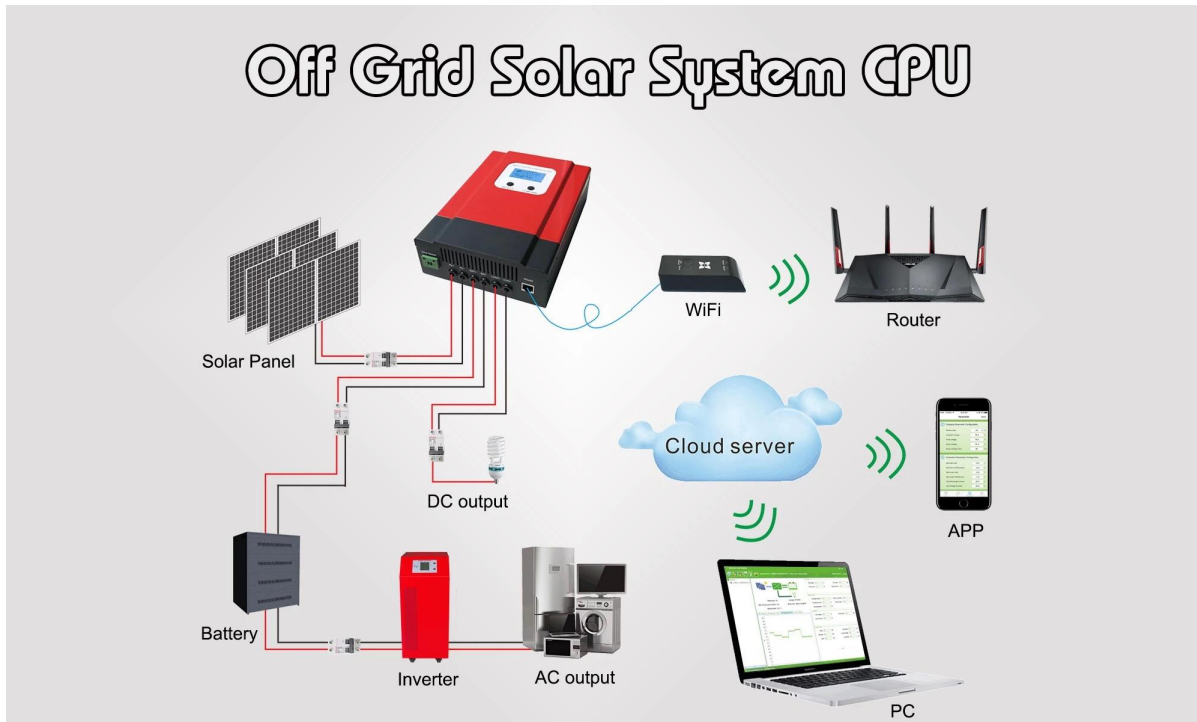 Off Grid Solar System CPU
WiFi
Router
Solar Panel
Cloud server
DC output
APP
Battery
Inverter
AC output
PC